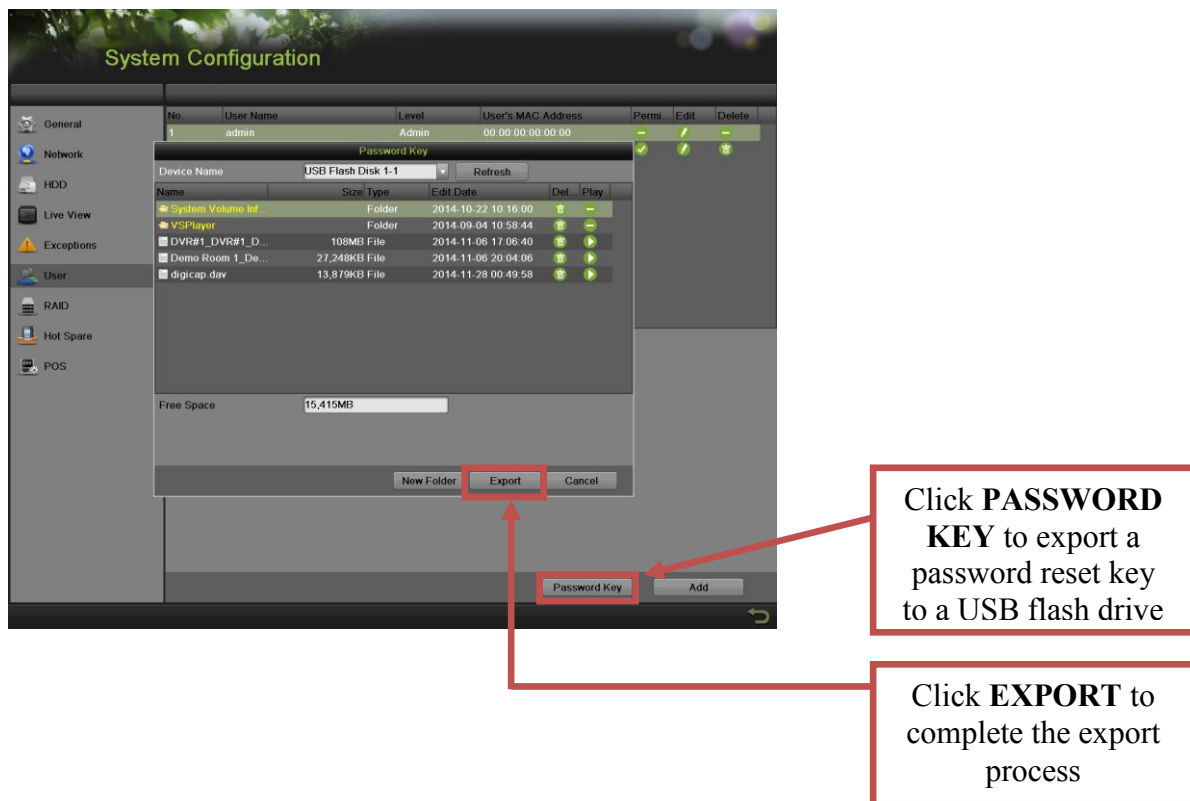 System Configuration
No. User Name Level User's MAC Address Permi... Edit Delete
1 admin Admin 00:00:00:00:00:00
General
Network
HDD
Live View
Exceptions
User
RAID
Hot Spare
POS
Password Key
Device Name USB Flash Disk 1-1 Refresh
Name Size Type Edit Date Del... Play
System Volume Inf... Folder 2014-10-22 10:16:00
VSPlayer Folder 2014-09-04 10:58:44
DVR#1_DVR#1_D... 108MB File 2014-11-06 17:06:40
Demo Room 1_De... 27,248KB File 2014-11-06 20:04:06
digicap.dav 13,879KB File 2014-11-28 00:49:58
Free Space 15,415MB
New Folder Export Cancel
Password Key Add
Click PASSWORD
KEY to export a
password reset key
to a USB flash drive
Click EXPORT to
complete the export
process